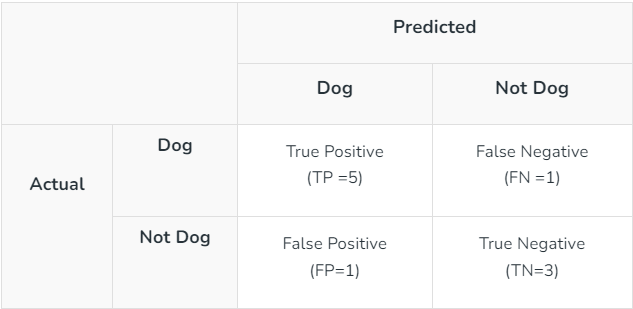 Predicted
Dog
Not Dog
Actual
Dog
True Positive
(TP =5)
False Negative
(FN =1)
Not Dog
False Positive
(FP=1)
True Negative
(TN=3)